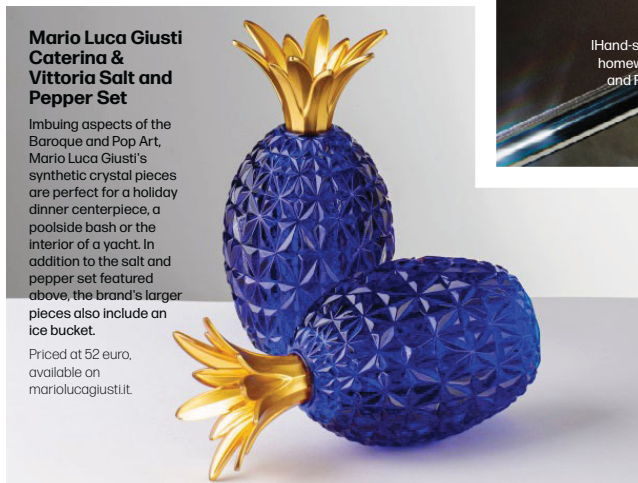 Mario Luca Giusti
Caterina &
Vittoria Salt and
Pepper Set
Imbuing aspects of the
Baroque and Pop Art,
Mario Luca Giusti's
synthetic crystal pieces
are perfect for a holiday
dinner centerpiece, a
poolside bash or the
interior of a yacht. In
addition to the salt and
pepper set featured
above, the brand's larger
pieces also include an
ice bucket.
Priced at 52 euro,
available on
mariolucagiusti.it.
IHand-s
homew
and F